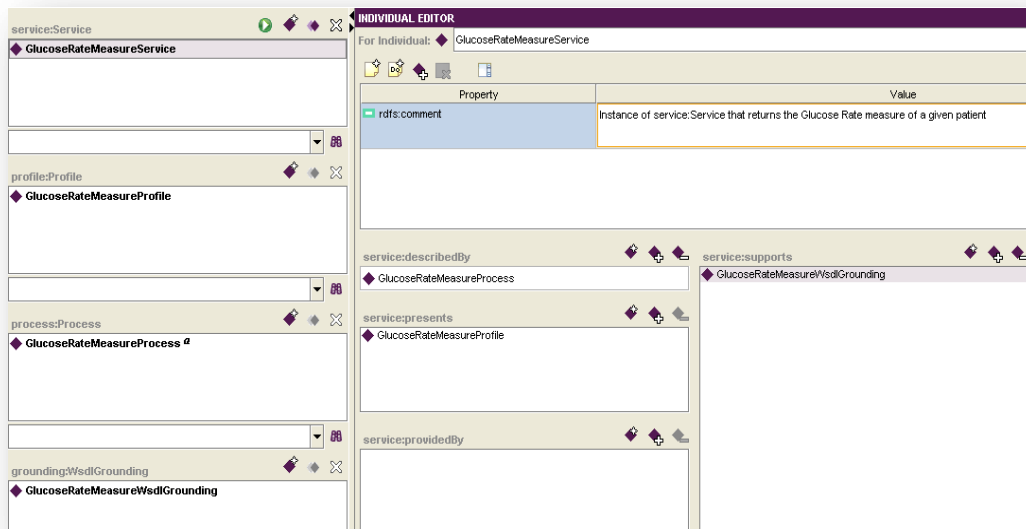 service:Service
GlucoseRateMeasureService
profile:Profile
GlucoseRateMeasureProfile
process:Process
GlucoseRateMeasureProcess a
grounding:WsdlGrounding
GlucoseRateMeasureWsdlGrounding
INDIVIDUAL EDITOR
For Individual: GlucoseRateMeasureService
Property Value
rdfs:comment Instance of service:Service that returns the Glucose Rate measure of a given patient
service:describedBy
GlucoseRateMeasureProcess
service:presents
GlucoseRateMeasureProfile
service:providedBy
service:supports
GlucoseRateMeasureWsdlGrounding